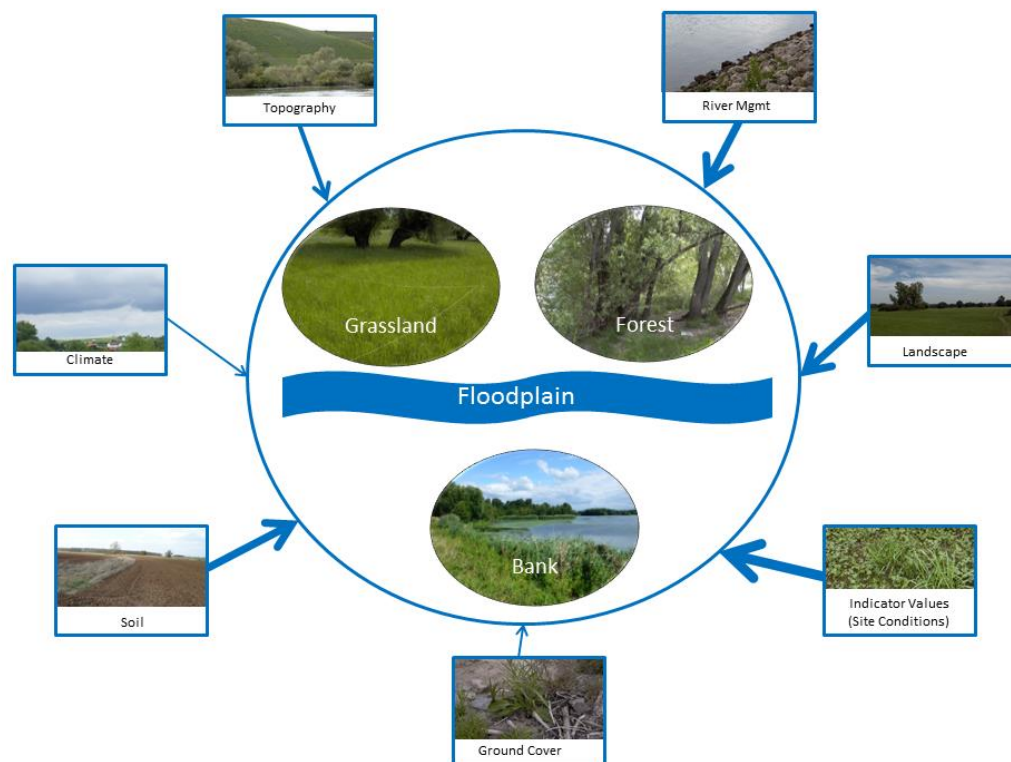 Topography
River Mgmt
Grassland
Forest
Climate
Landscape
Floodplain
Bank
Soil
Indicator Values
(Site Conditions)
Ground Cover